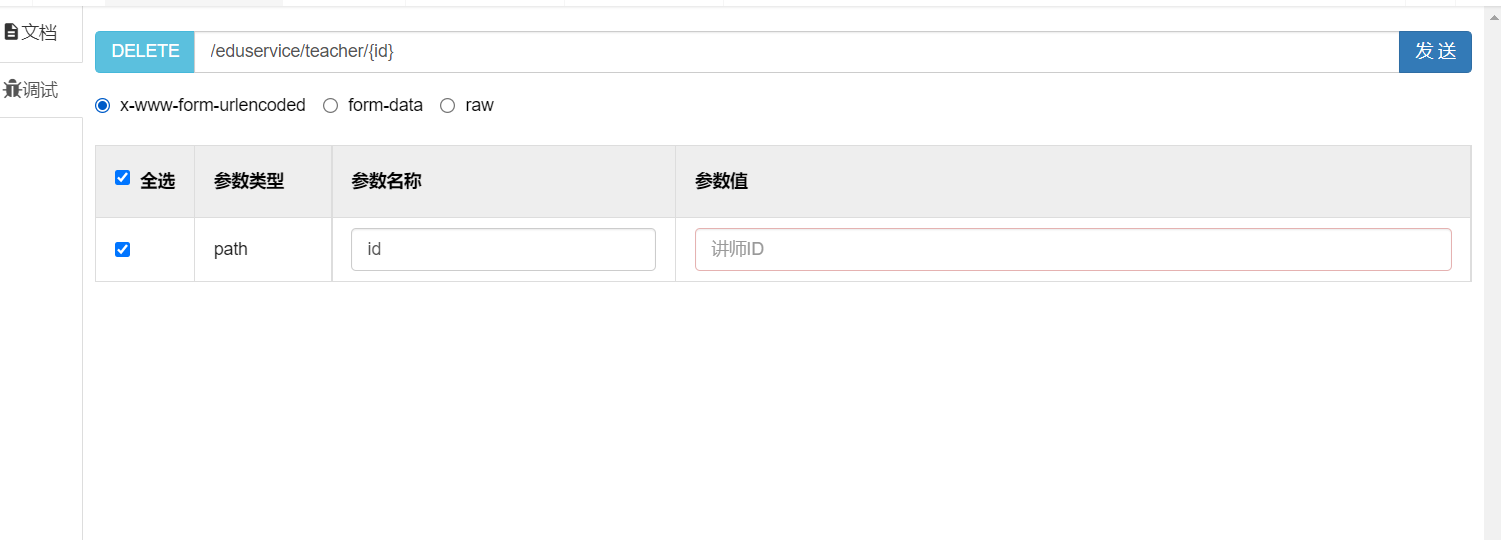 文档
DELETE /eduservice/teacher/{id} 发 送
调试
x-www-form-urlencoded form-data raw
全选 参数类型 参数名称 参数值
path id 讲师ID